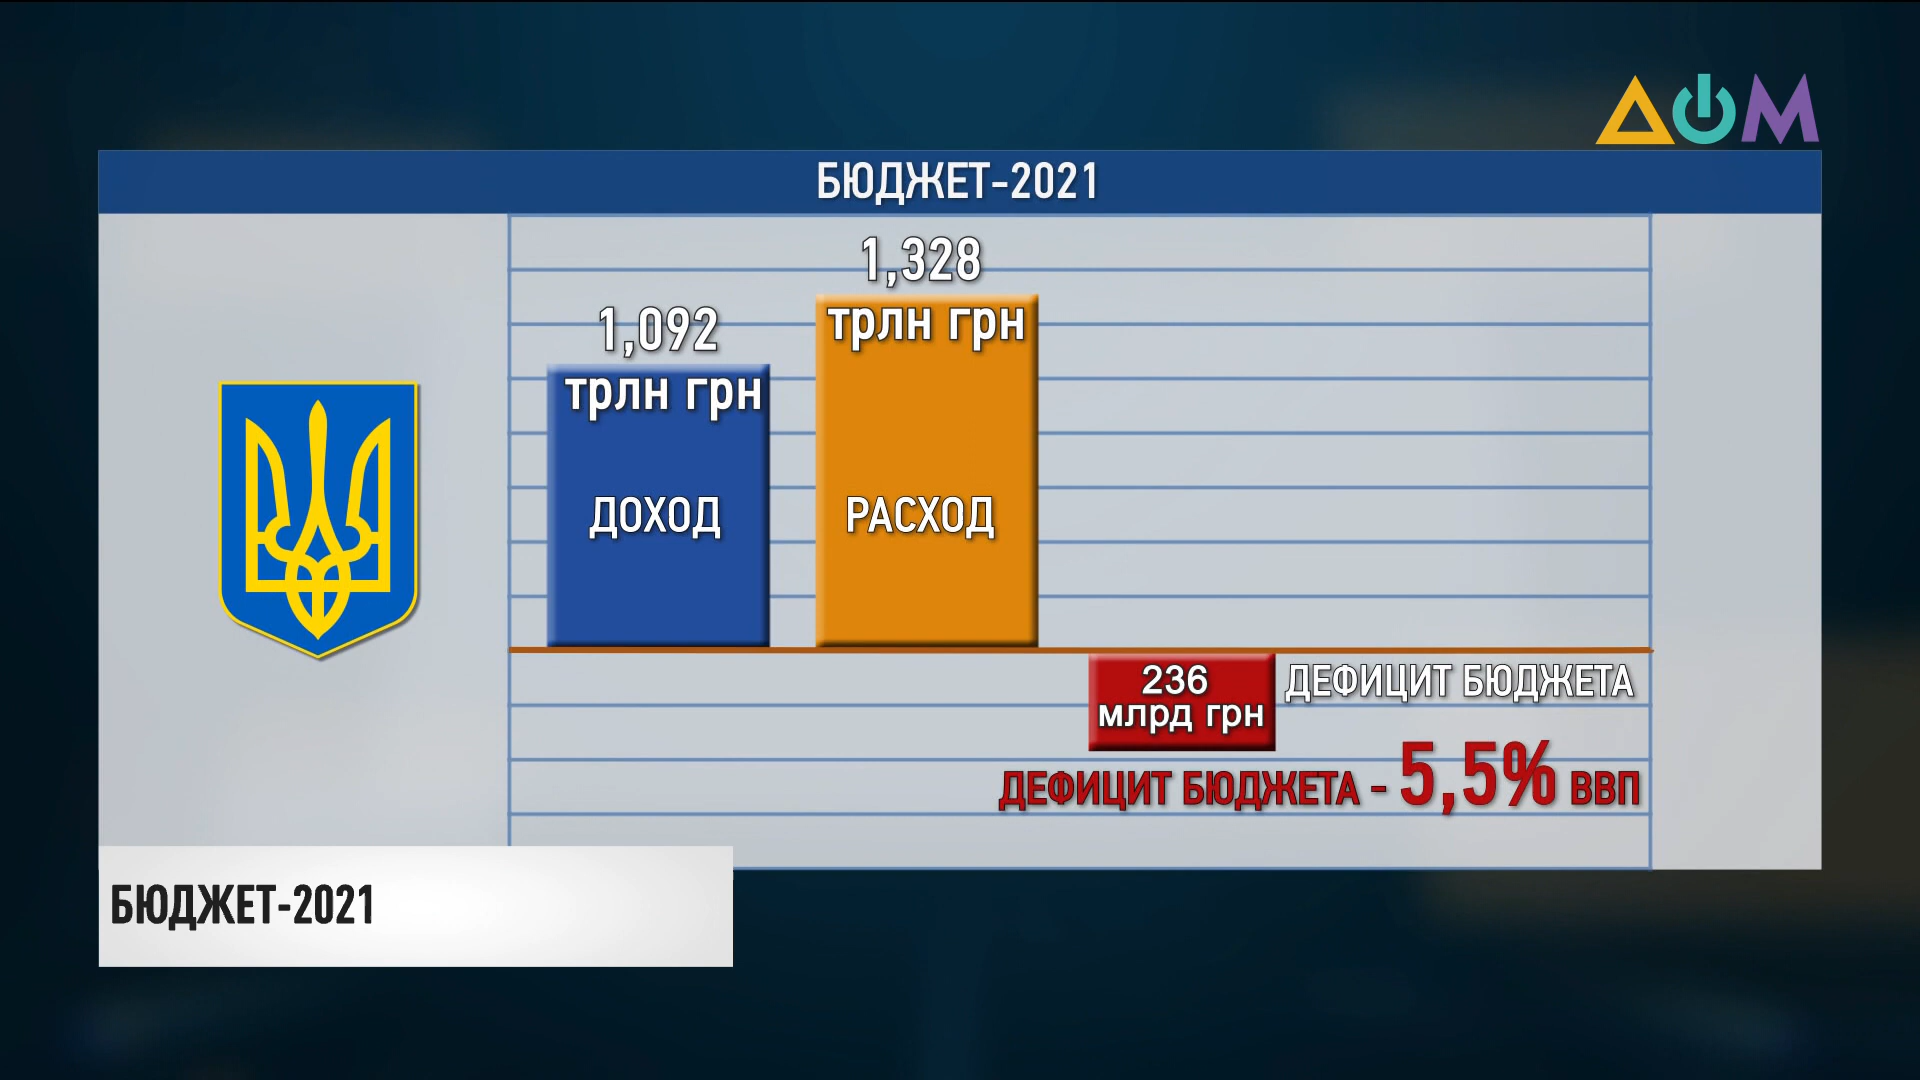 ДОМ
БЮДЖЕТ-2021
1,328
трлн грн
1,092
трлн грн
ДОХОД
РАСХОД
236
млрд грн
ДЕФИЦИТ БЮДЖЕТА
ДЕФИЦИТ БЮДЖЕТА - 5,5% ВВП
БЮДЖЕТ-2021